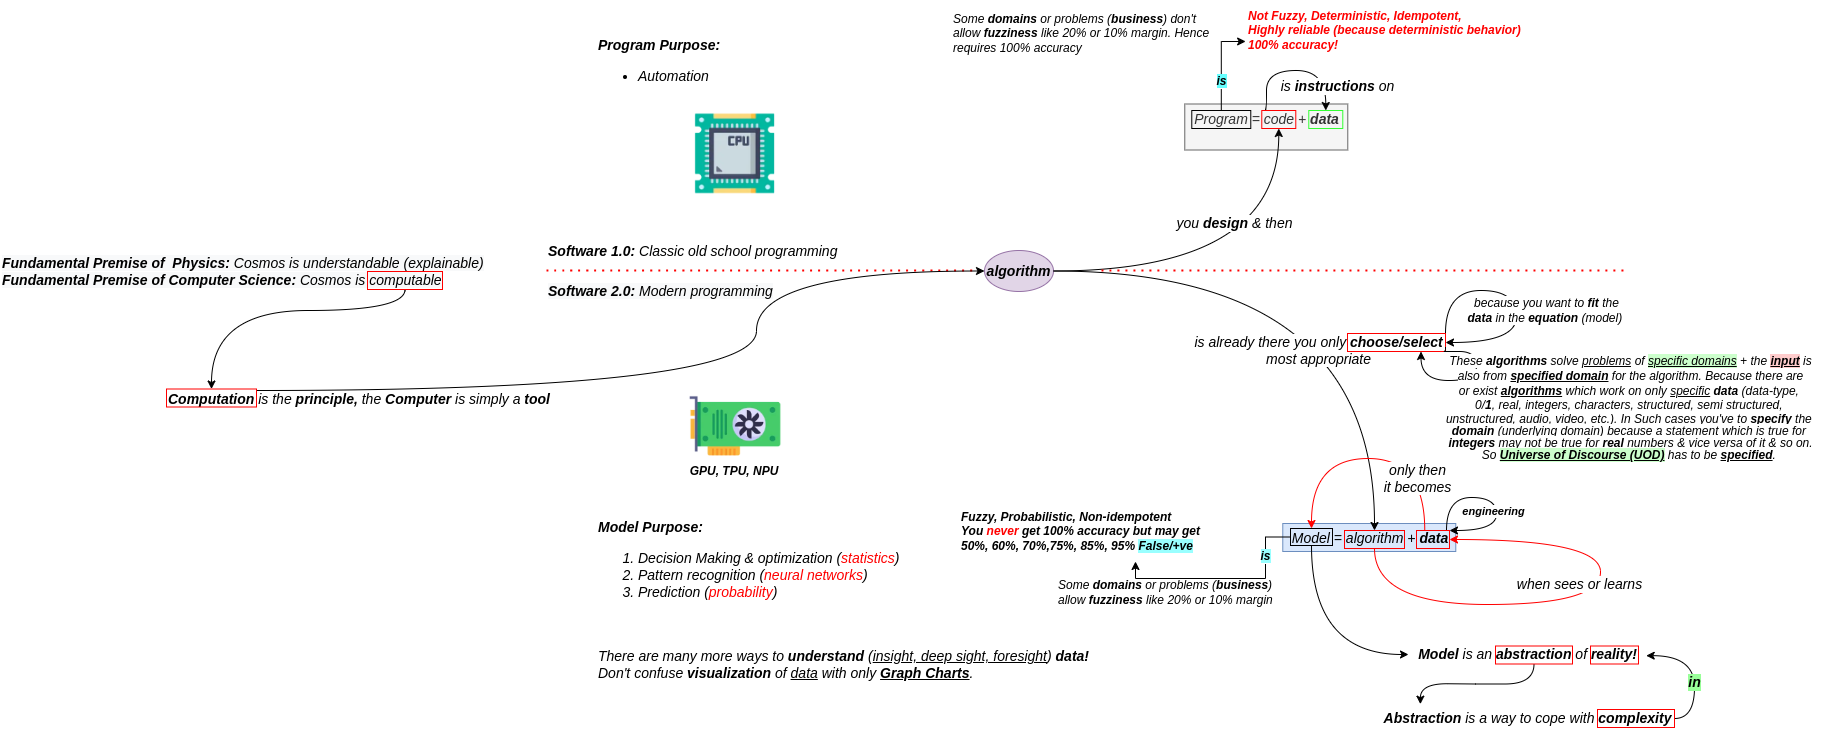 Some domains or problems (business) don't
allow fuzziness like 20% or 10% margin. Hence
requires 100% accuracy
Not Fuzzy, Deterministic, Idempotent,
Highly reliable (because deterministic behavior)
100% accuracy!
Program Purpose:
• Automation
is
is instructions on
Program = code + data
CPU
you design & then
Software 1.0: Classic old school programming
Fundamental Premise of Physics: Cosmos is understandable (explainable)
Fundamental Premise of Computer Science: Cosmos is computable
algorithm
Software 2.0: Modern programming
because you want to fit the
data in the equation (model)
is already there you only choose/select
most appropriate
These algorithms solve problems of specific domains + the input is
also from specified domain for the algorithm. Because there are
or exist algorithms which work on only specific data (data-type,
0/1, real, integers, characters, structured, semi structured,
unstructured, audio, video, etc.). In Such cases you've to specify the
domain (underlying domain) because a statement which is true for
integers may not be true for real numbers & vice versa of it & so on.
So Universe of Discourse (UOD) has to be specified.
Computation is the principle, the Computer is simply a tool
GPU, TPU, NPU
only then
it becomes
engineering
Fuzzy, Probabilistic, Non-idempotent
You never get 100% accuracy but may get
50%, 60%, 70%,75%, 85%, 95% False/+ve
Model = algorithm + data
is
Some domains or problems (business)
allow fuzziness like 20% or 10% margin
when sees or learns
Model Purpose:
1. Decision Making & optimization (statistics)
2. Pattern recognition (neural networks)
3. Prediction (probability)
There are many more ways to understand (insight, deep sight, foresight) data!
Don't confuse visualization of data with only Graph Charts.
Model is an abstraction of reality!
in
Abstraction is a way to cope with complexity